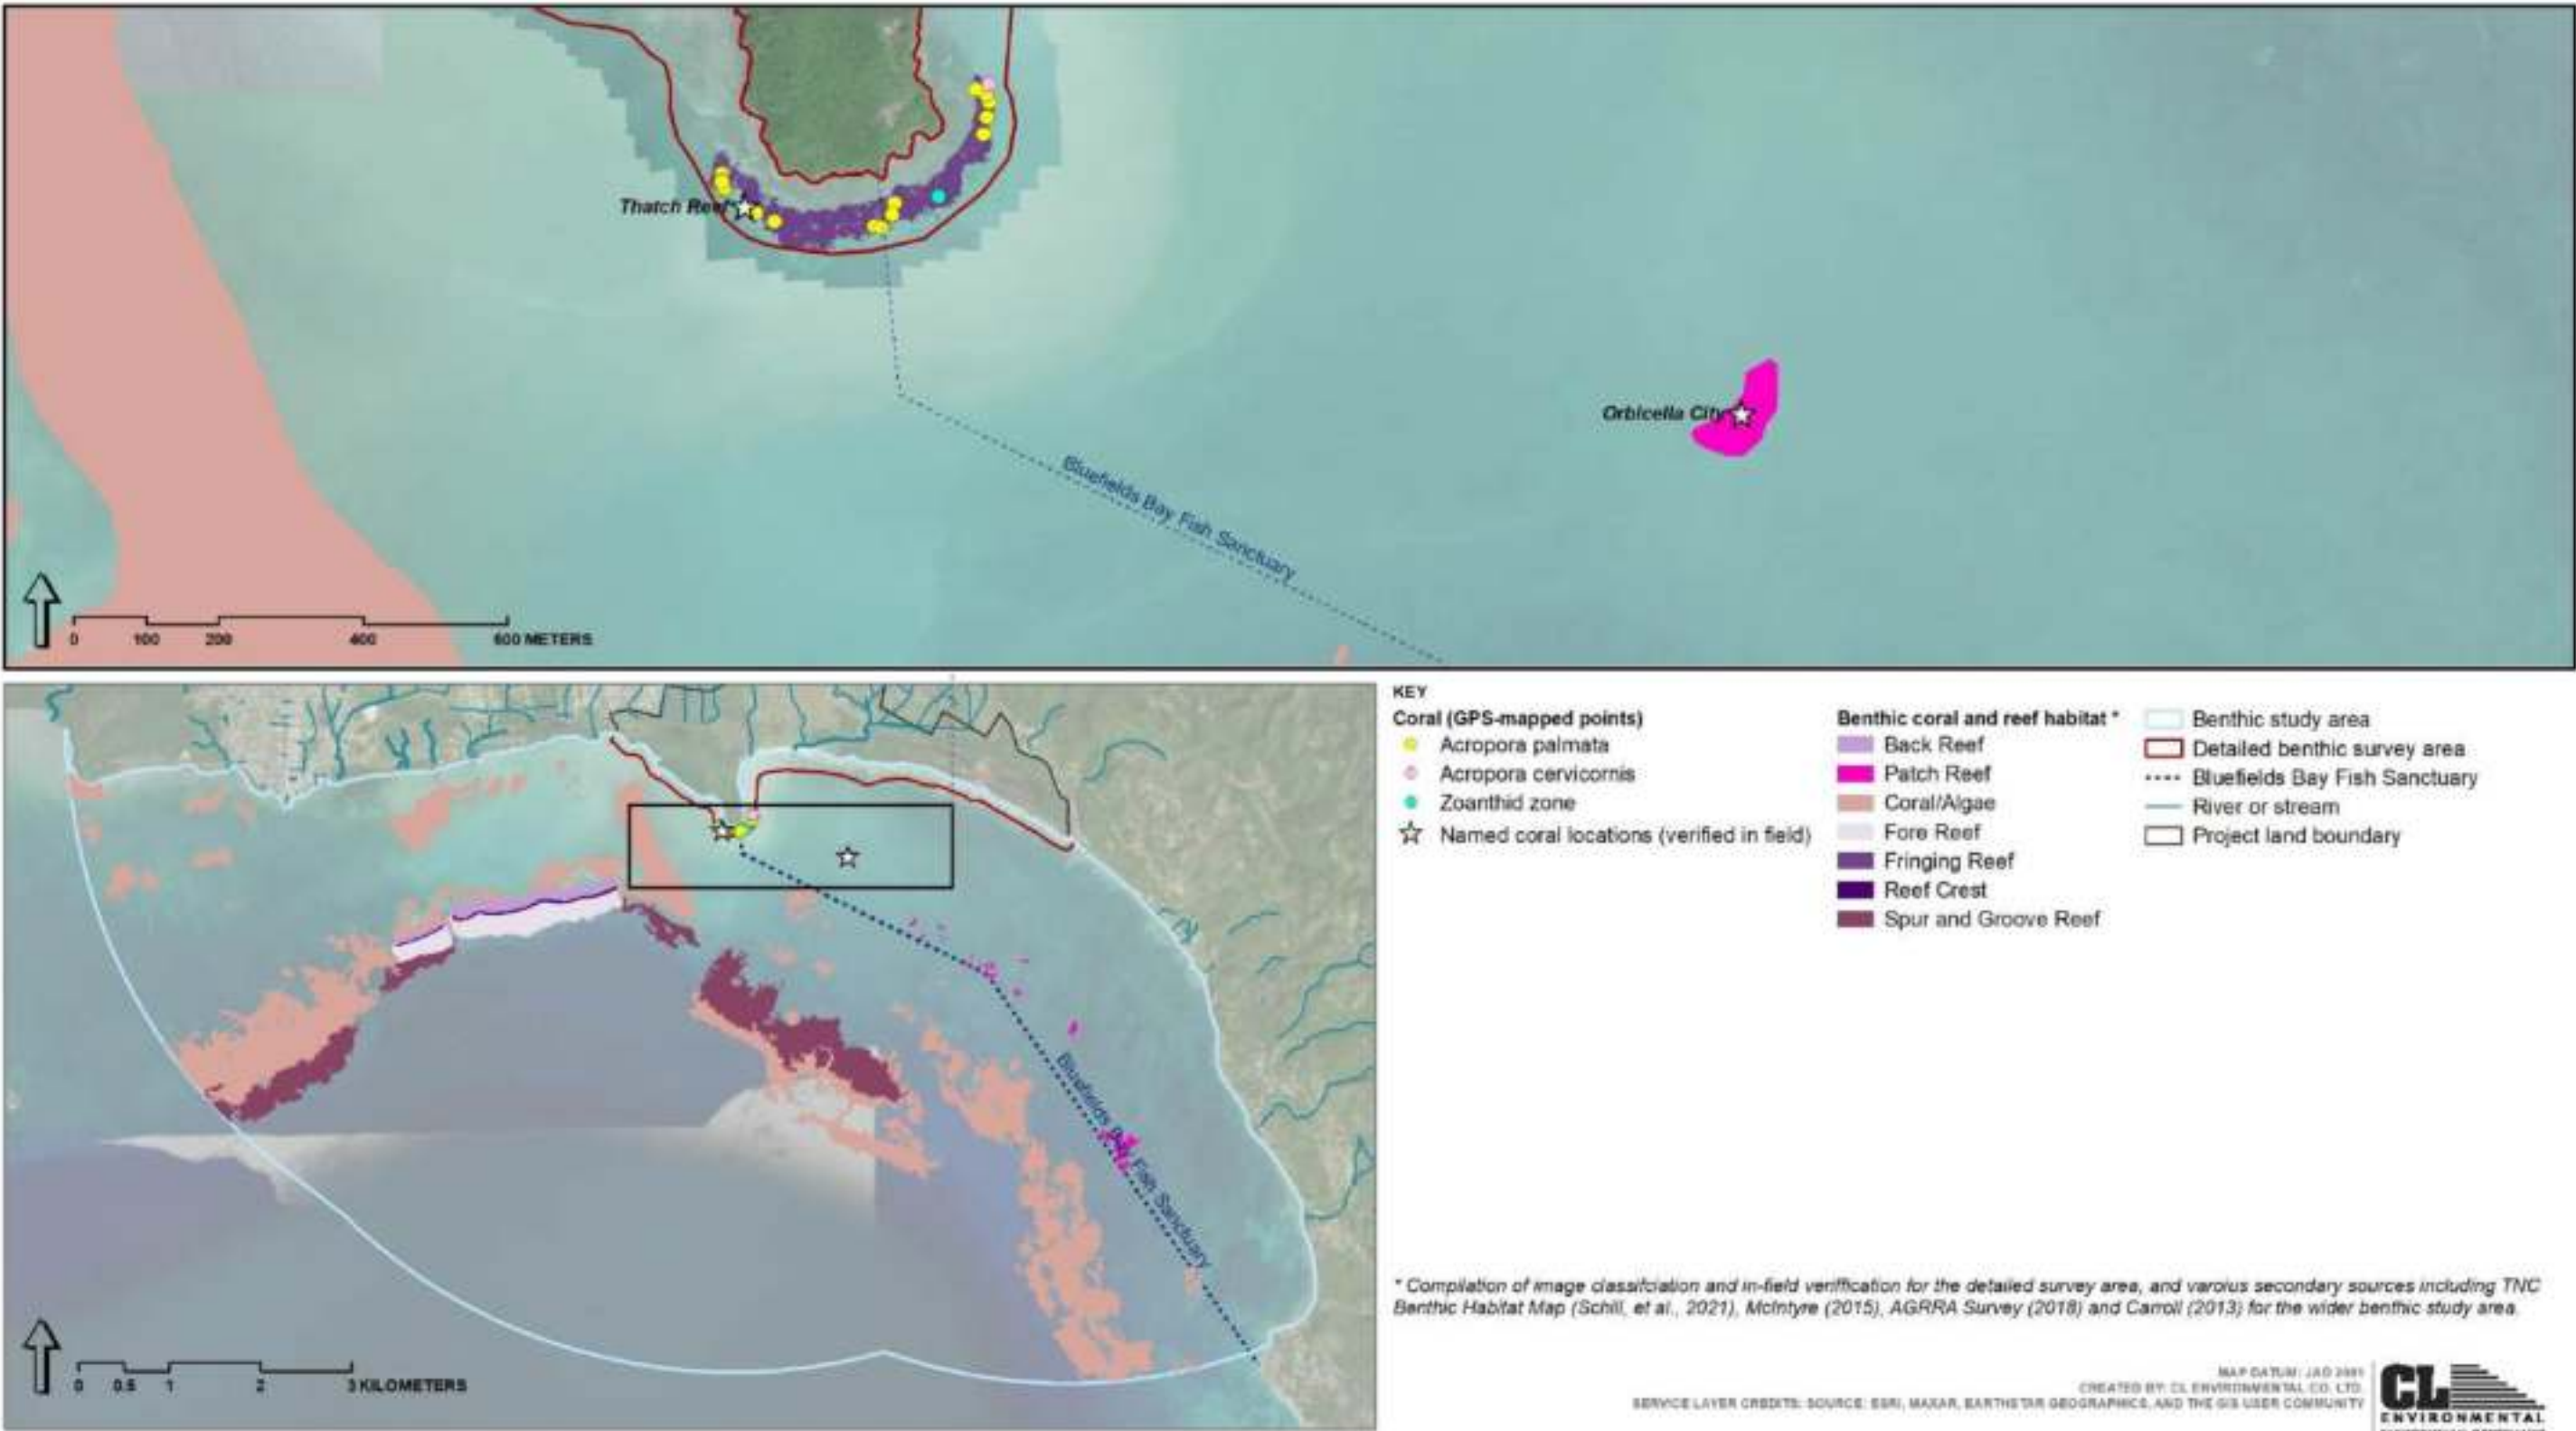 Thatch Reef
Orbicella City
Bluefields Bay Fish Sanctuary
0 100 200 400 600 METERS
Bluefields Bay Fish Sanctuary
0 0.5 1 2 3 KILOMETERS
KEY
Coral (GPS-mapped points)
Acropora palmata
Acropora cervicornis
Zoanthid zone
Named coral locations (verified in field)
Benthic coral and reef habitat *
Back Reef
Patch Reef
Coral/Algae
Fore Reef
Fringing Reef
Reef Crest
Spur and Groove Reef
Benthic study area
Detailed benthic survey area
Bluefields Bay Fish Sanctuary
River or stream
Project land boundary
* Compilation of image classifciation and in-field veriffication for the detailed survey area, and varoius secondary sources including TNC
Benthic Habitat Map (Schill, et al., 2021), McIntyre (2015), AGRRA Survey (2018) and Carroll (2013) for the wider benthic study area
MAP DATUM: JAD 2001
CREATED BY: CL ENVIRONMENTAL CO. LTD.
SERVICE LAYER CREDITS: SOURCE: ESRI, MAXAR, EARTHSTAR GEOGRAPHICS, AND THE GIS USER COMMUNITY
CL
ENVIRONMENTAL